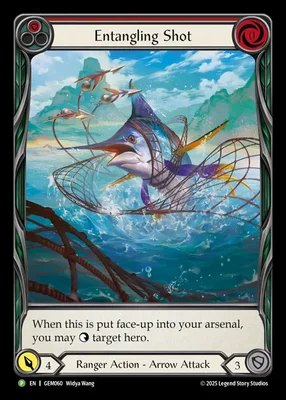 Entangling Shot
When this is put face-up into your arsenal,
you may target hero.
4
Ranger Action - Arrow Attack
3
P EN | GEM060 Widya Wang
© 2025 Legend Story Studios